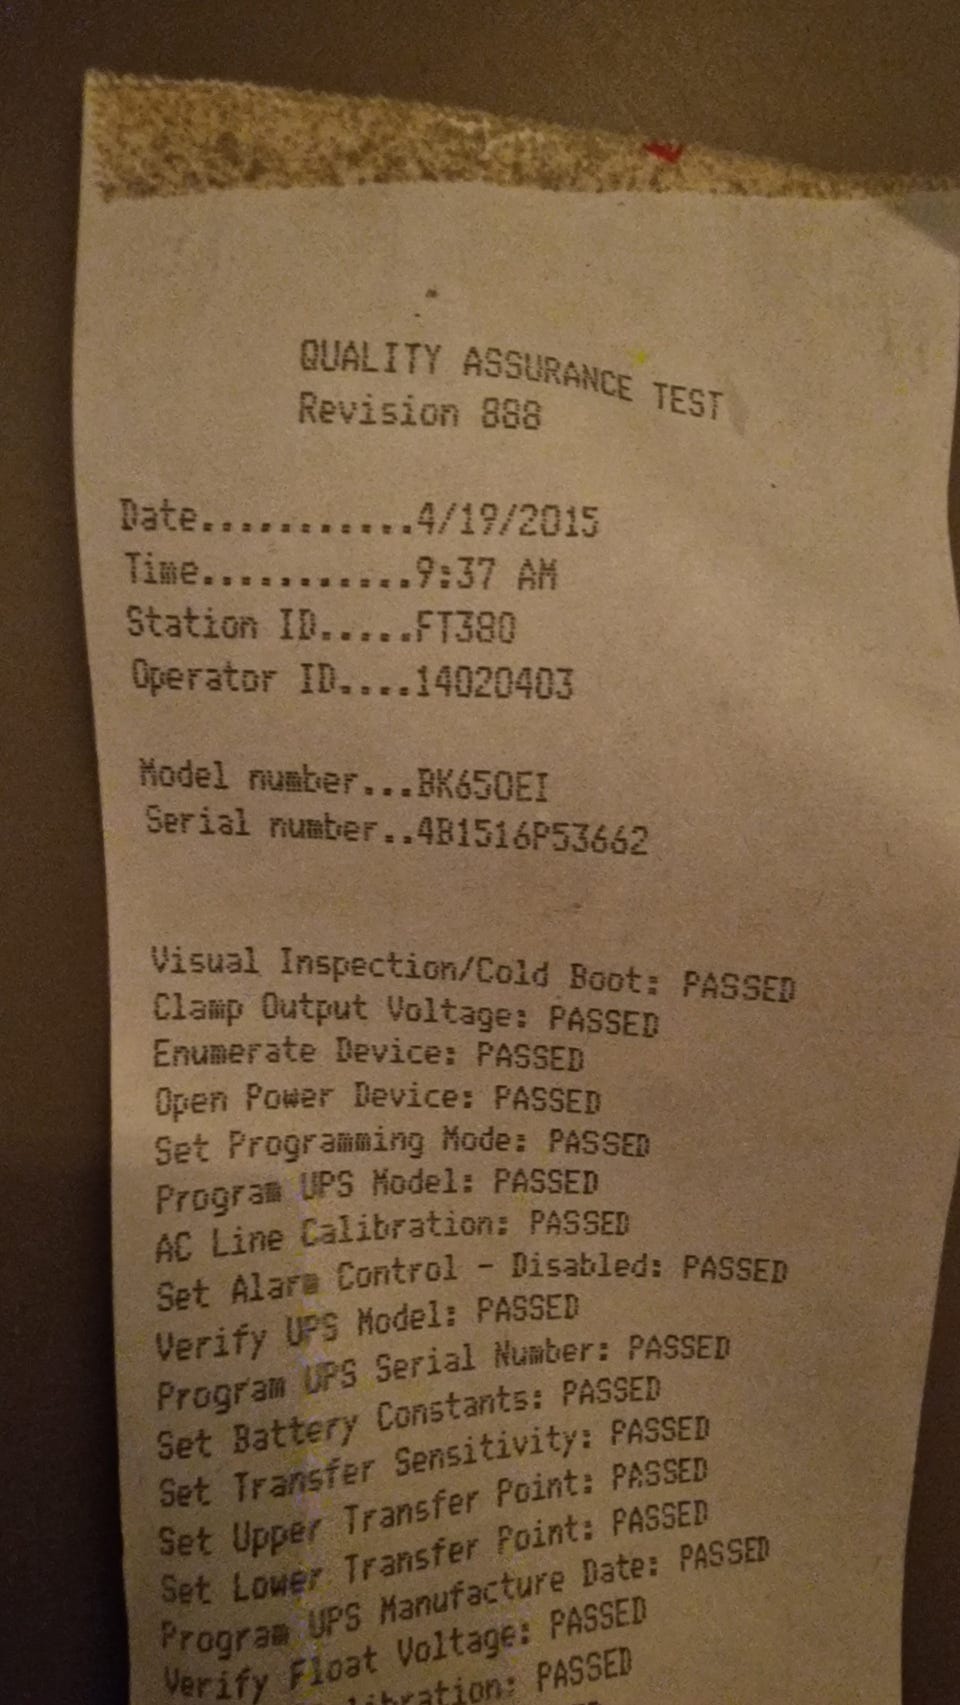 QUALITY ASSURANCE TEST
Revision 888
Date...........4/19/2015
Time...........9:37 AM
Station ID.....FT380
Operator ID....14020403
Model number...BK650EI
Serial number..4B1516P53662
Visual Inspection/Cold Boot: PASSED
Clamp Output Voltage: PASSED
Enumerate Device: PASSED
Open Power Device: PASSED
Set Programming Mode: PASSED
Program UPS Model: PASSED
AC Line Calibration: PASSED
Set Alarm Control - Disabled: PASSED
Verify UPS Model: PASSED
Program UPS Serial Number: PASSED
Set Battery Constants: PASSED
Set Transfer Sensitivity: PASSED
Set Upper Transfer Point: PASSED
Set Lower Transfer Point: PASSED
Program UPS Manufacture Date: PASSED
Verify Float Voltage: PASSED
PASSED